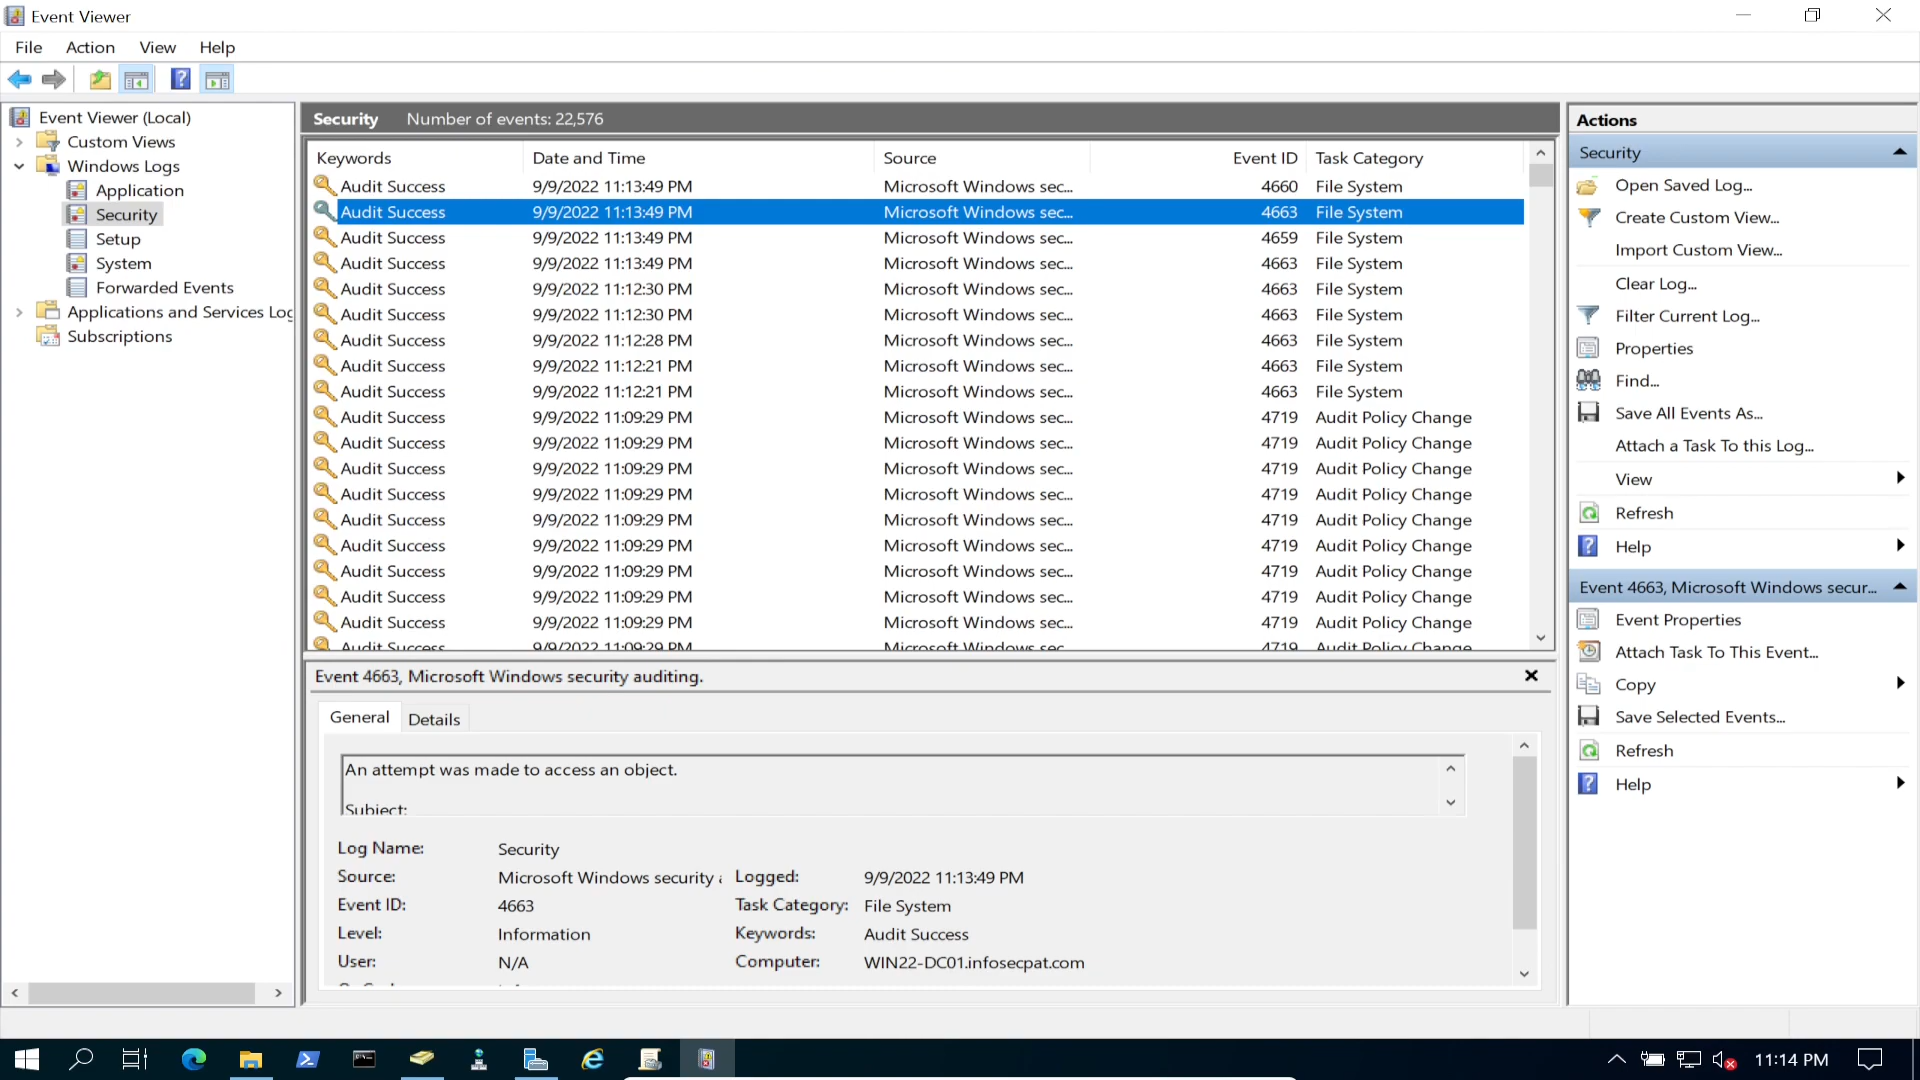 Event Viewer
File Action View Help
Event Viewer (Local)
Custom Views
Windows Logs
Application
Security
Setup
System
Forwarded Events
Applications and Services Log
Subscriptions
Security Number of events: 22,576
Keywords Date and Time Source Event ID Task Category
Audit Success 9/9/2022 11:13:49 PM Microsoft Windows sec... 4660 File System
Audit Success 9/9/2022 11:13:49 PM Microsoft Windows sec... 4663 File System
Audit Success 9/9/2022 11:13:49 PM Microsoft Windows sec... 4659 File System
Audit Success 9/9/2022 11:13:49 PM Microsoft Windows sec... 4663 File System
Audit Success 9/9/2022 11:12:30 PM Microsoft Windows sec... 4663 File System
Audit Success 9/9/2022 11:12:30 PM Microsoft Windows sec... 4663 File System
Audit Success 9/9/2022 11:12:28 PM Microsoft Windows sec... 4663 File System
Audit Success 9/9/2022 11:12:21 PM Microsoft Windows sec... 4663 File System
Audit Success 9/9/2022 11:12:21 PM Microsoft Windows sec... 4663 File System
Audit Success 9/9/2022 11:09:29 PM Microsoft Windows sec... 4719 Audit Policy Change
Audit Success 9/9/2022 11:09:29 PM Microsoft Windows sec... 4719 Audit Policy Change
Audit Success 9/9/2022 11:09:29 PM Microsoft Windows sec... 4719 Audit Policy Change
Audit Success 9/9/2022 11:09:29 PM Microsoft Windows sec... 4719 Audit Policy Change
Audit Success 9/9/2022 11:09:29 PM Microsoft Windows sec... 4719 Audit Policy Change
Audit Success 9/9/2022 11:09:29 PM Microsoft Windows sec... 4719 Audit Policy Change
Audit Success 9/9/2022 11:09:29 PM Microsoft Windows sec... 4719 Audit Policy Change
Audit Success 9/9/2022 11:09:29 PM Microsoft Windows sec... 4719 Audit Policy Change
Audit Success 9/9/2022 11:09:29 PM Microsoft Windows sec... 4719 Audit Policy Change
Audit Success 9/9/2022 11:09:29 PM Microsoft Windows sec... 4719 Audit Policy Change
Event 4663, Microsoft Windows security auditing.
General Details
An attempt was made to access an object.
Subject:
Log Name: Security
Source: Microsoft Windows security Logged: 9/9/2022 11:13:49 PM
Event ID: 4663 Task Category: File System
Level: Information Keywords: Audit Success
User: N/A Computer: WIN22-DC01.infosecpat.com
Actions
Security
Open Saved Log...
Create Custom View...
Import Custom View...
Clear Log...
Filter Current Log...
Properties
Find...
Save All Events As...
Attach a Task To this Log...
View
Refresh
Help
Event 4663, Microsoft Windows secur...
Event Properties
Attach Task To This Event...
Copy
Save Selected Events...
Refresh
Help
11:14 PM